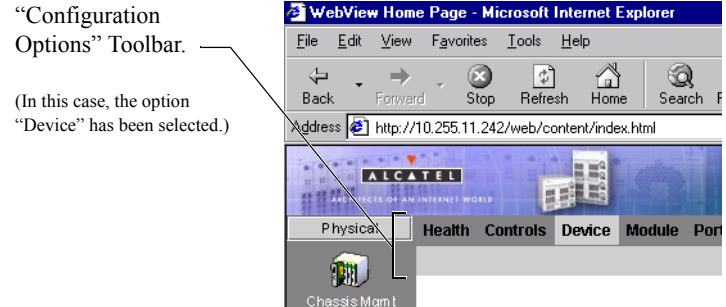 “Configuration
Options” Toolbar.
(In this case, the option
“Device” has been selected.)
WebView Home Page - Microsoft Internet Explorer
File Edit View Favorites Tools Help
Back Forward Stop Refresh Home Search
Address http://10.255.11.242/web/content/index.html
ALCATEL
ARCHITECTS OF AN INTERNET WORLD
Physical Health Controls Device Module Port
Chassis Mgmt